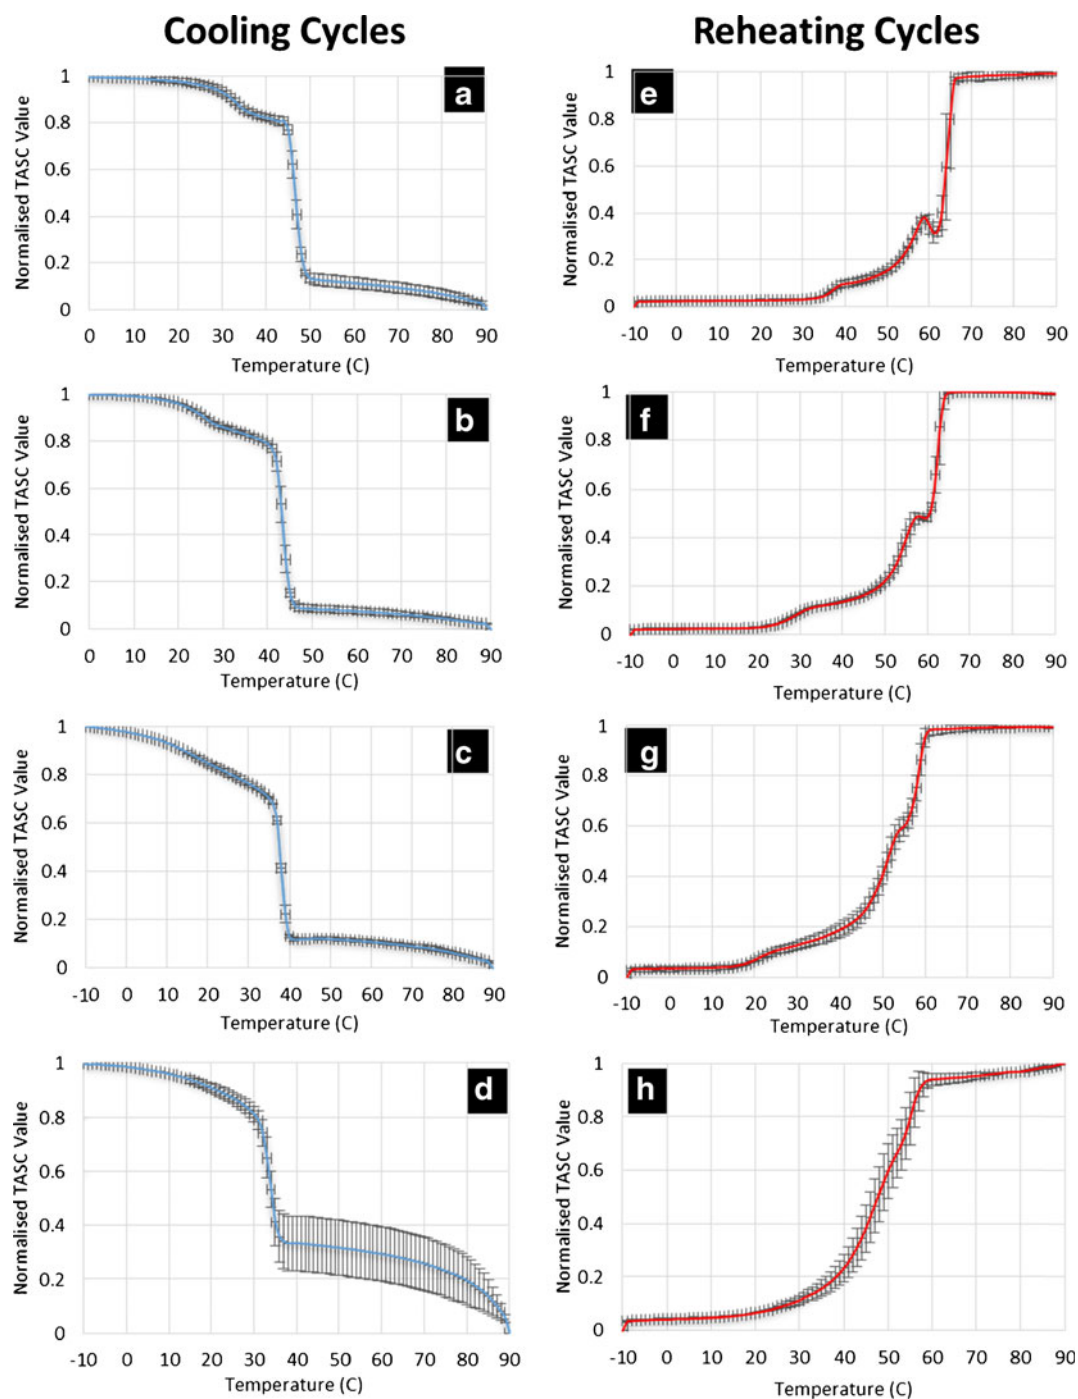 Cooling Cycles
Reheating Cycles
a
Normalised TASC Value
1
0.8
0.6
0.4
0.2
0
0 10 20 30 40 50 60 70 80 90
Temperature (C)
e
Normalised TASC Value
1
0.8
0.6
0.4
0.2
0
-10 0 10 20 30 40 50 60 70 80 90
Temperature (C)
b
Normalised TASC Value
1
0.8
0.6
0.4
0.2
0
0 10 20 30 40 50 60 70 80 90
Temperature (C)
f
Normalised TASC Value
1
0.8
0.6
0.4
0.2
0
-10 0 10 20 30 40 50 60 70 80 90
Temperature (C)
c
Normalised TASC Value
1
0.8
0.6
0.4
0.2
0
-10 0 10 20 30 40 50 60 70 80 90
Temperature (C)
g
Normalised TASC Value
1
0.8
0.6
0.4
0.2
0
-10 0 10 20 30 40 50 60 70 80 90
Temperature (C)
d
Normalised TASC Value
1
0.8
0.6
0.4
0.2
0
-10 0 10 20 30 40 50 60 70 80 90
Temperature (C)
h
Normalised TASC Value
1
0.8
0.6
0.4
0.2
0
-10 0 10 20 30 40 50 60 70 80 90
Temperature (C)